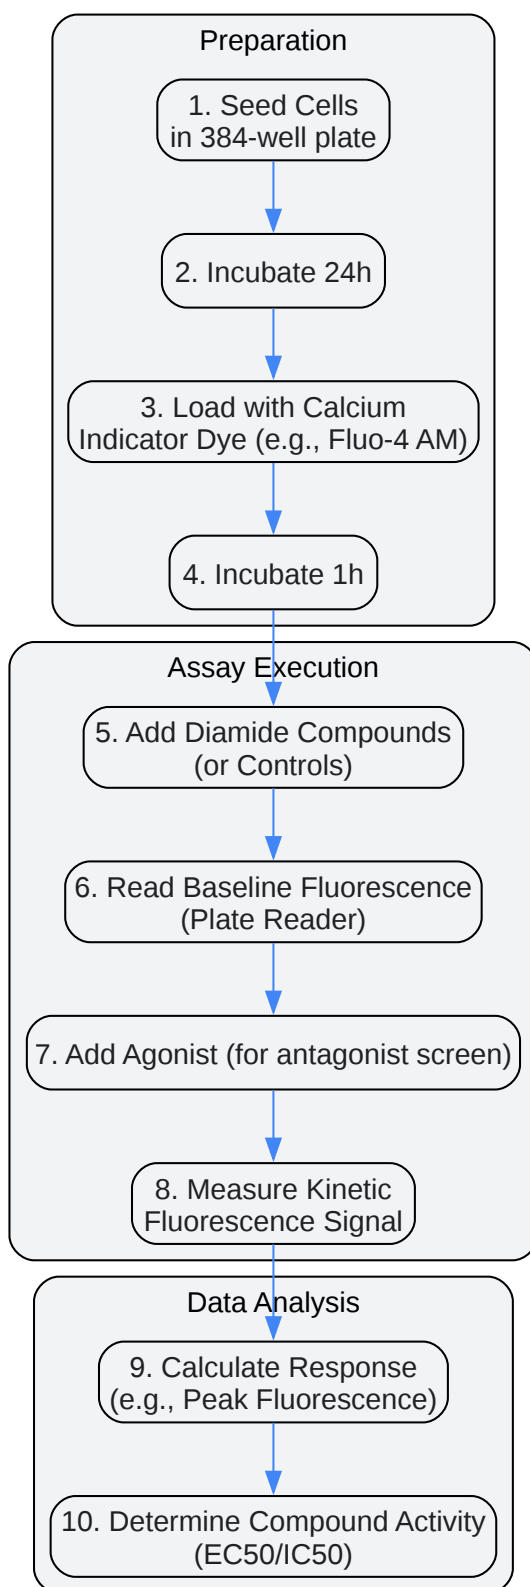 Preparation
1. Seed Cells
in 384-well plate
2. Incubate 24h
3. Load with Calcium
Indicator Dye (e.g., Fluo-4 AM)
4. Incubate 1h
Assay Execution
5. Add Diamide Compounds
(or Controls)
6. Read Baseline Fluorescence
(Plate Reader)
7. Add Agonist (for antagonist screen)
8. Measure Kinetic
Fluorescence Signal
Data Analysis
9. Calculate Response
(e.g., Peak Fluorescence)
10. Determine Compound Activity
(EC50/IC50)